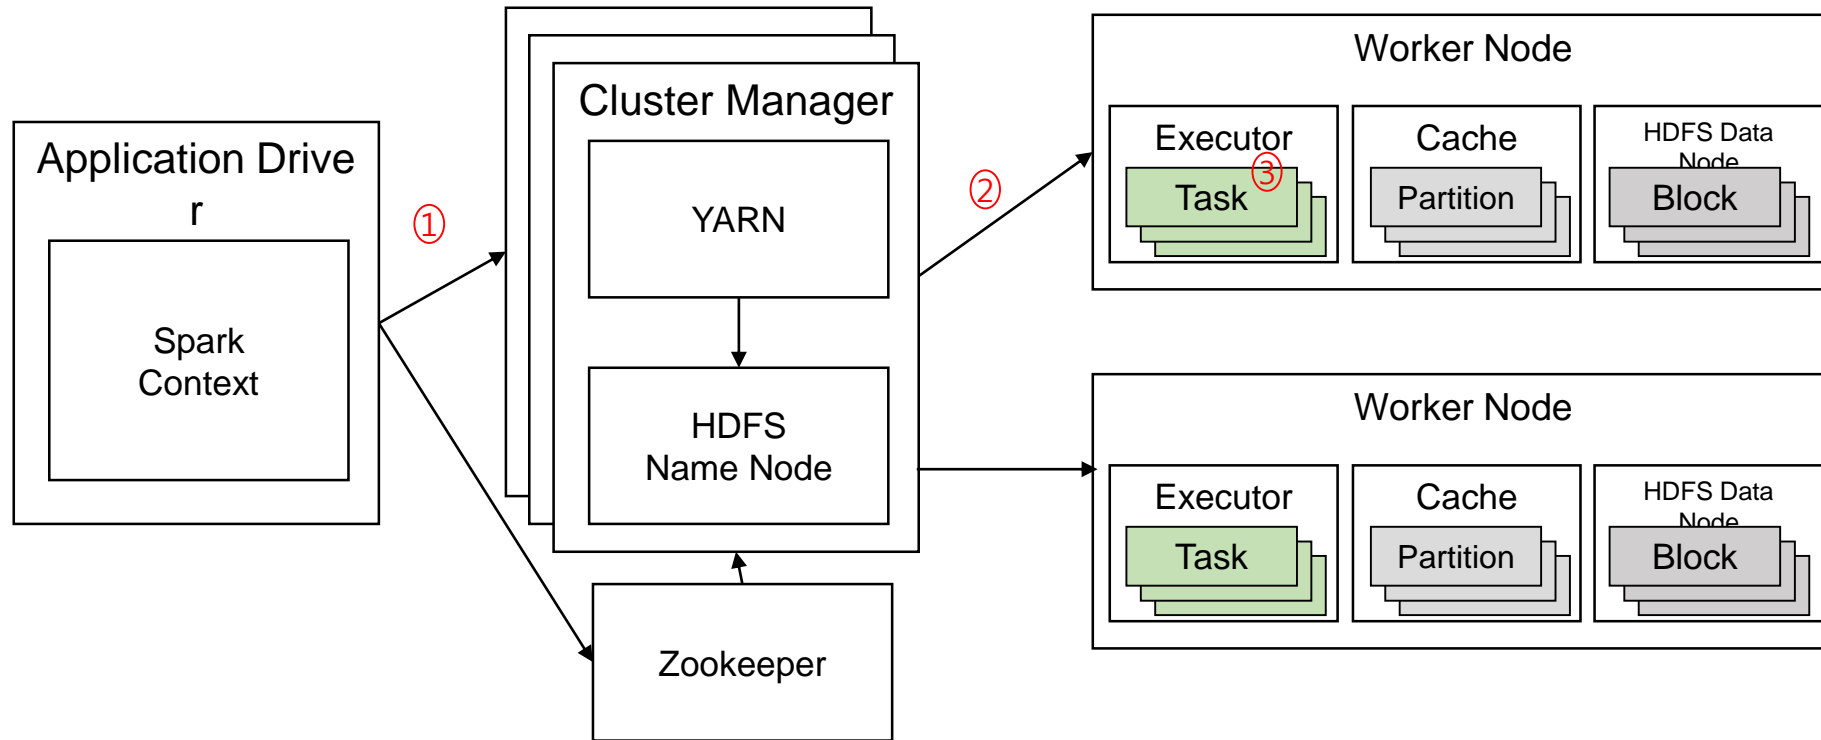 Application Drive
r
Spark
Context
①
Cluster Manager
YARN
HDFS
Name Node
Zookeeper
②
Worker Node
Executor
③
Task
Cache
Partition
HDFS Data
Node
Block
Worker Node
Executor
Task
Cache
Partition
HDFS Data
Node
Block